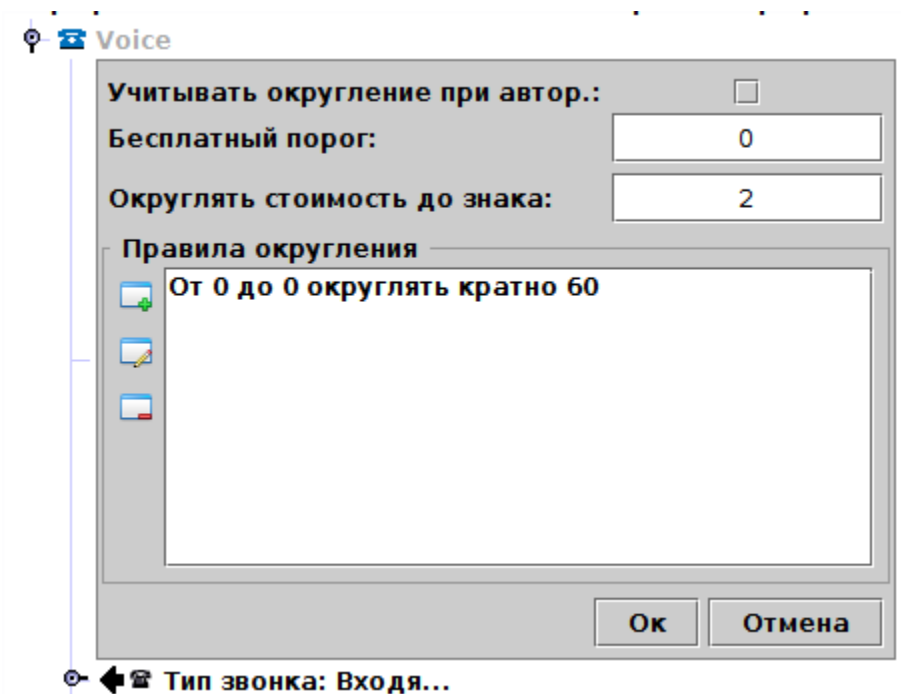 Voice
Учитывать округление при автор.:
Бесплатный порог: 0
Округлять стоимость до знака: 2
Правила округления
От 0 до 0 округлять кратно 60
Ок Отмена
Тип звонка: Входя...